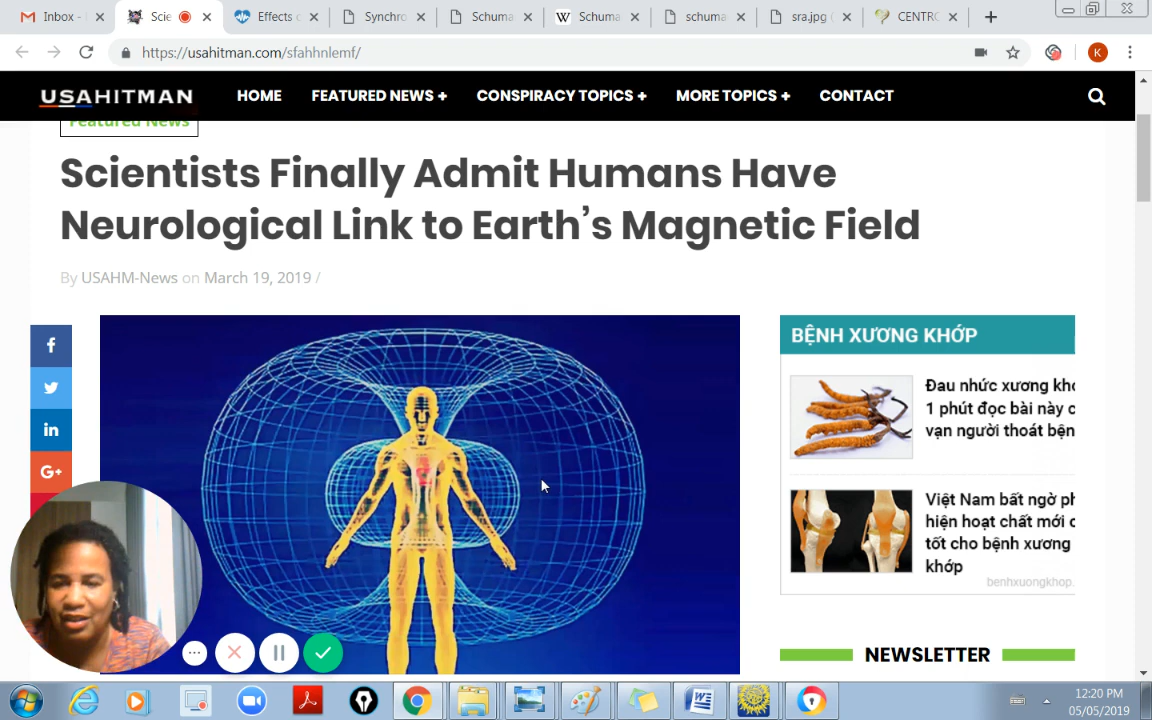 Inbox -
Scie
Effects
Synchro
Schuma
Schuma
schuma
sra.jpg
CENTRO
https://usahitman.com/sfahhnlemf/
K
USAHITMAN
HOME
FEATURED NEWS +
CONSPIRACY TOPICS +
MORE TOPICS +
CONTACT
Featured News
Scientists Finally Admit Humans Have
Neurological Link to Earth's Magnetic Field
By USAHM-News on March 19, 2019 /
BỆNH XƯƠNG KHỚP
Đau nhức xương
1 phút đọc bài này
vạn người thoát
Việt Nam bất ngờ
hiện hoạt chất mới
tốt cho bệnh xương
khớp
benhxuongkhop.
NEWSLETTER
12:20 PM
05/05/2019